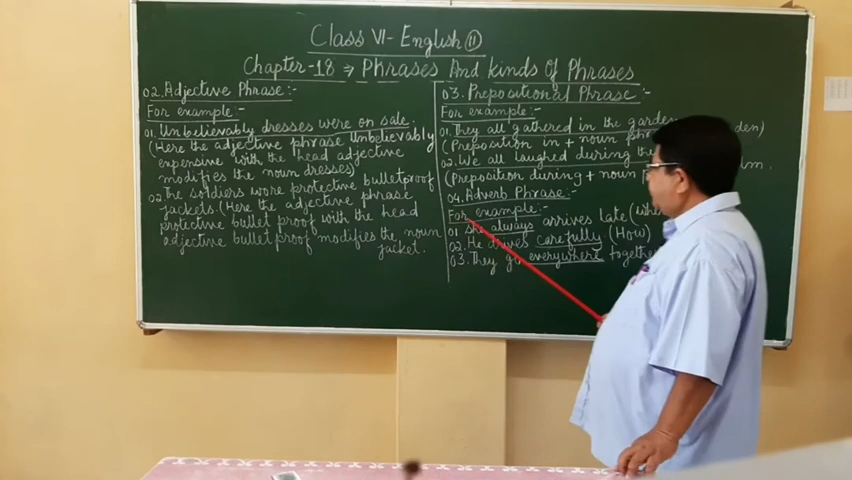 Class VI - English (11)
Chapter-18 ⇒ Phrases And kinds Of Phrases
02. Adjective Phrase:-
For example:-
01. Unbelievably dresses were on sale.
(Here the adjective phrase Unbelievably
expensive with the head adjective
modifies the noun dresses)
02. The soldiers wore protective bulletproof
jackets. (Here the adjective phrase
protective bullet proof with the head
adjective bullet proof modifies the noun
jacket.
03. Prepositional Phrase:-
For example:-
01. They all gathered in the garden
(Preposition in + noun
02. We all laughed during the
(Preposition during + noun
04. Adverb Phrase:-
For example:-
01 She always arrives late
02. He drives carefully (How)
03. They go everywhere together